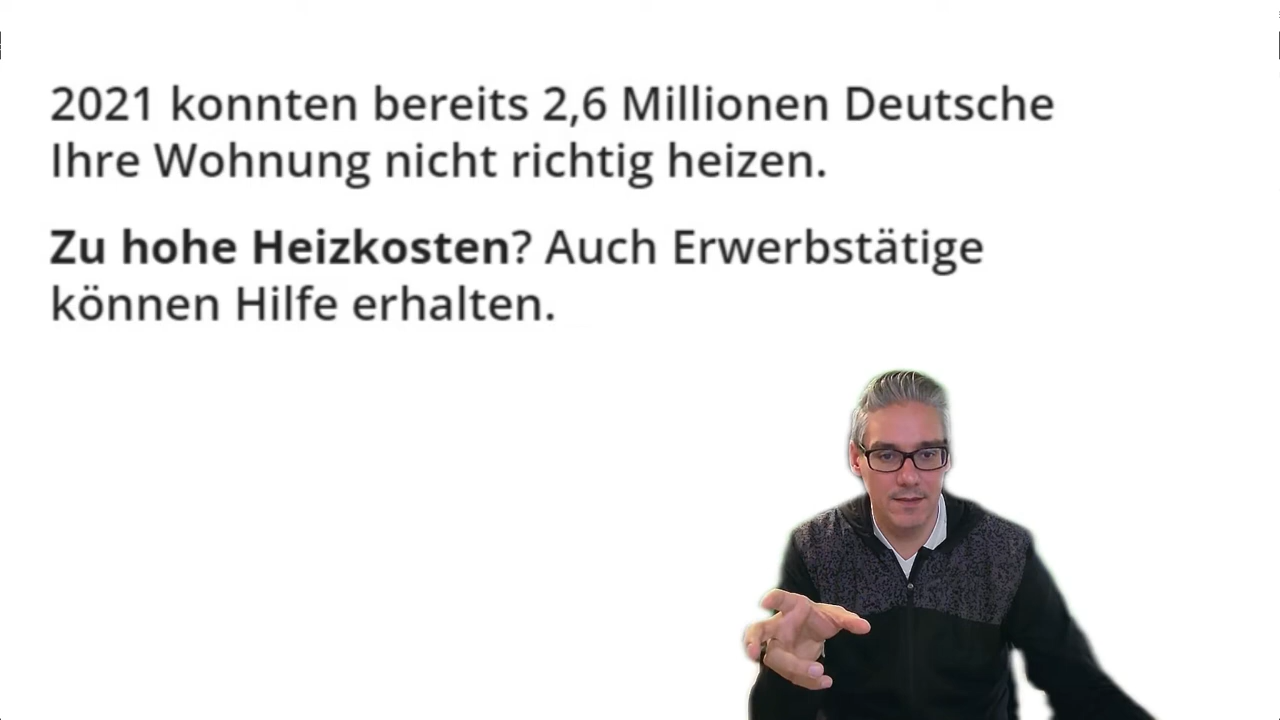 2021 konnten bereits 2,6 Millionen Deutsche
Ihre Wohnung nicht richtig heizen.
Zu hohe Heizkosten? Auch Erwerbstätige
können Hilfe erhalten.